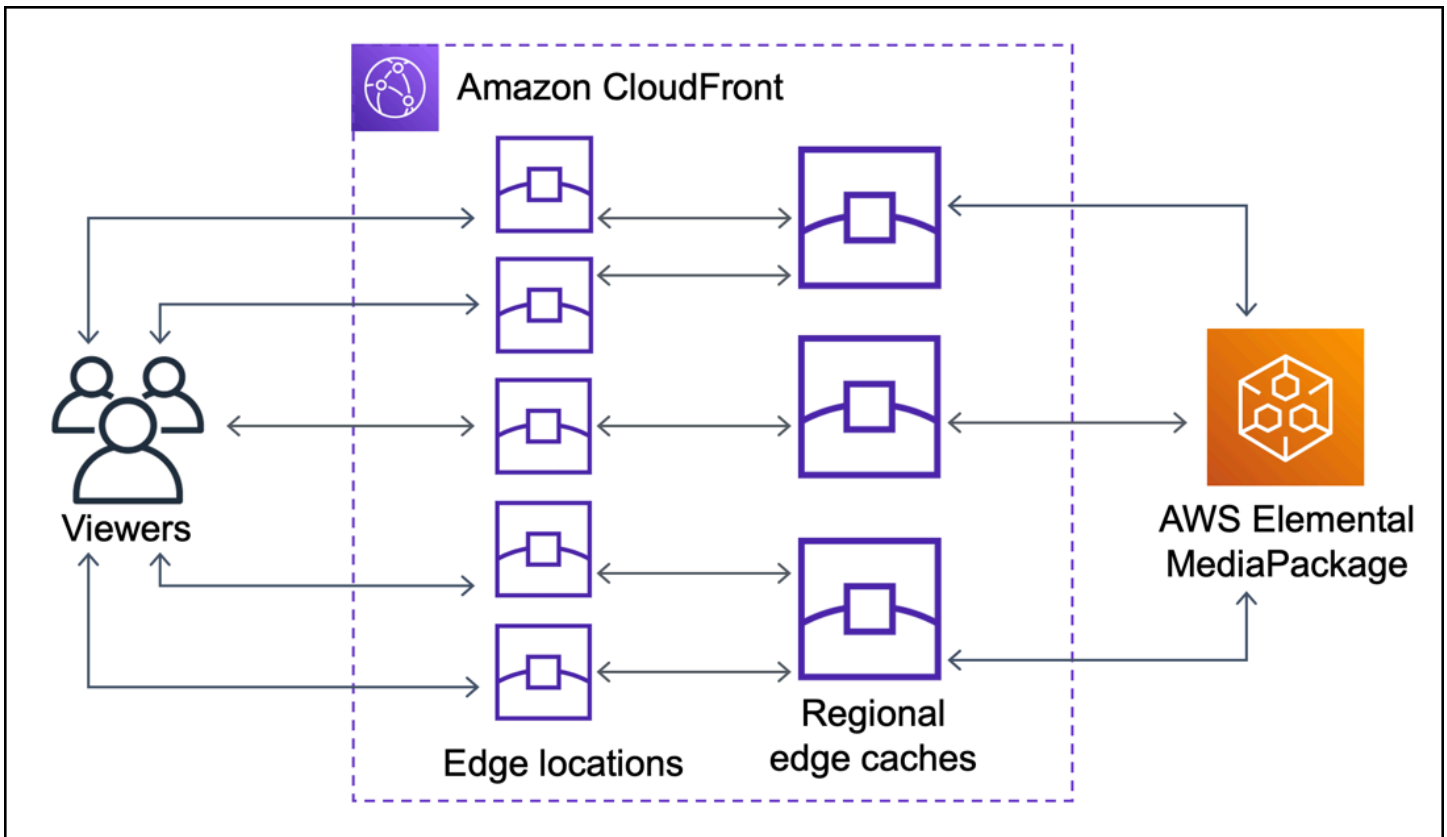 Amazon CloudFront
Viewers
Edge locations
Regional
edge caches
AWS Elemental
MediaPackage